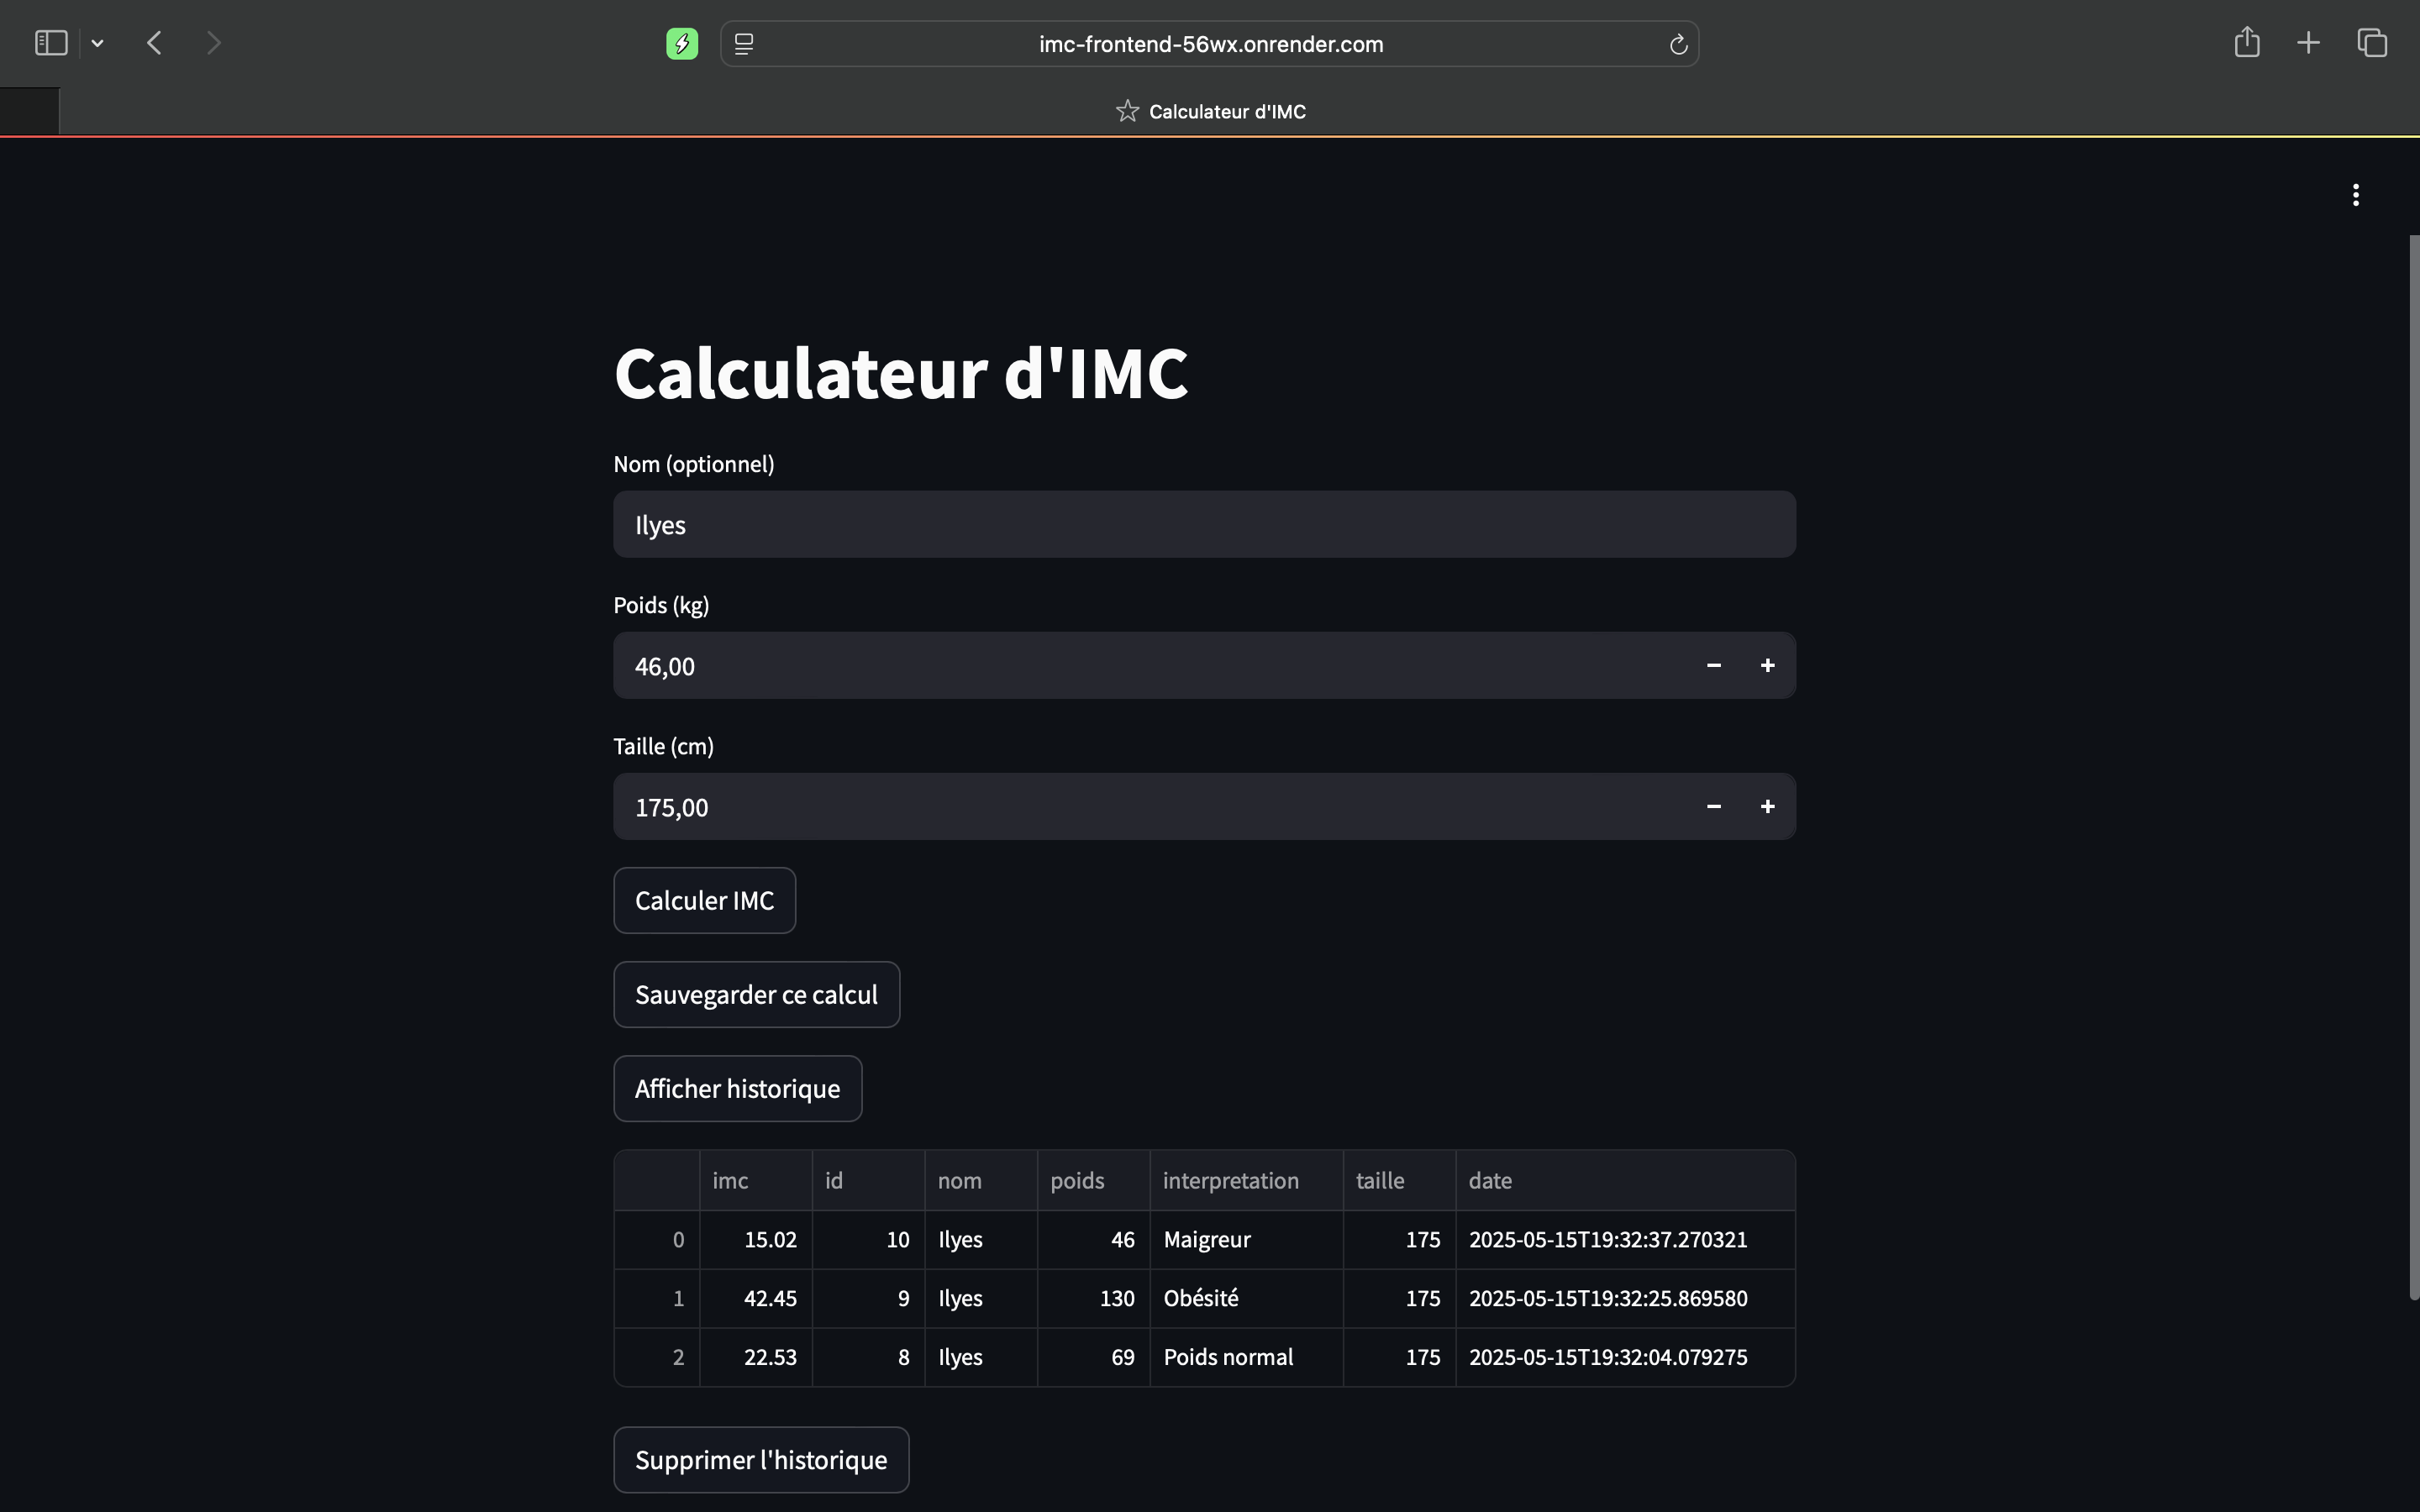 imc-frontend-56wx.onrender.com
Calculateur d'IMC
Calculateur d'IMC
Nom (optionnel)
Ilyes
Poids (kg)
46,00
Taille (cm)
175,00
Calculer IMC
Sauvegarder ce calcul
Afficher historique
imc id nom poids interpretation taille date
0 15.02 10 Ilyes 46 Maigreur 175 2025-05-15T19:32:37.270321
1 42.45 9 Ilyes 130 Obésité 175 2025-05-15T19:32:25.869580
2 22.53 8 Ilyes 69 Poids normal 175 2025-05-15T19:32:04.079275
Supprimer l'historique